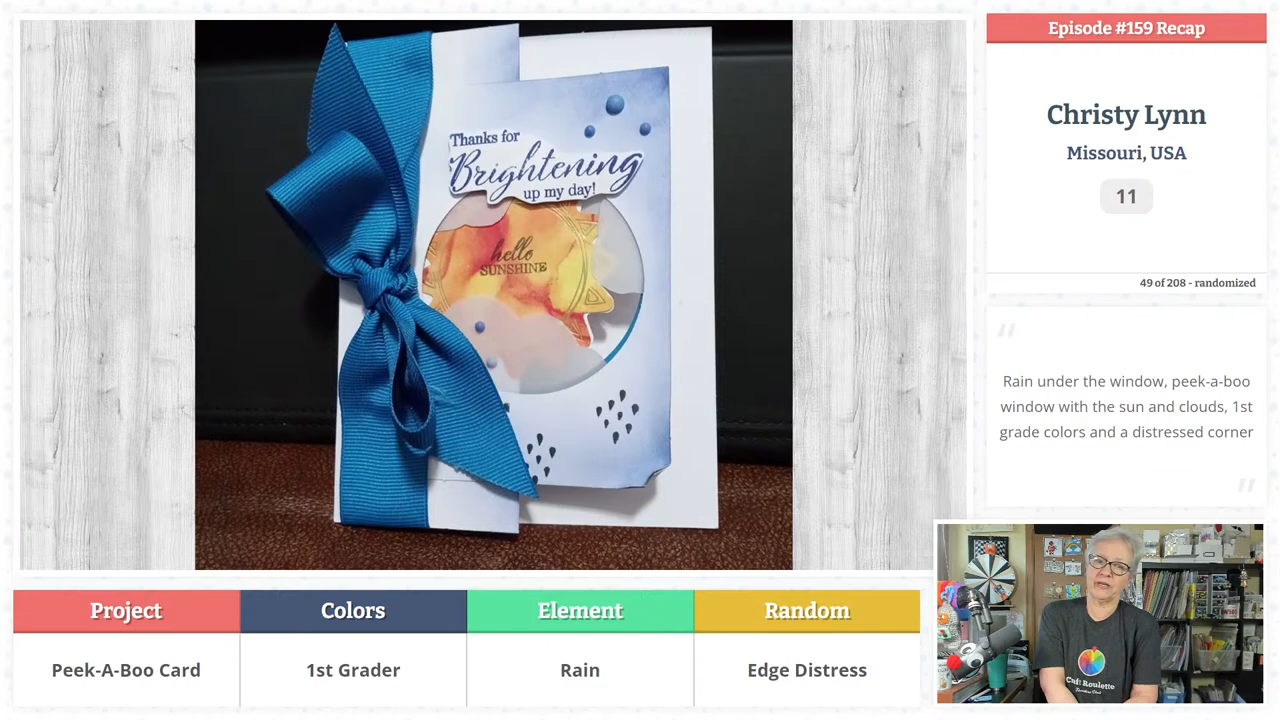 Thanks for
Brightening
up my day!
hello
SUNSHINE
Episode #159 Recap
Christy Lynn
Missouri, USA
11
49 of 208 - randomized
Rain under the window, peek-a-boo
window with the sun and clouds, 1st
grade colors and a distressed corner
Project
Colors
Element
Random
Peek-A-Boo Card
1st Grader
Rain
Edge Distress
Craft Roulette